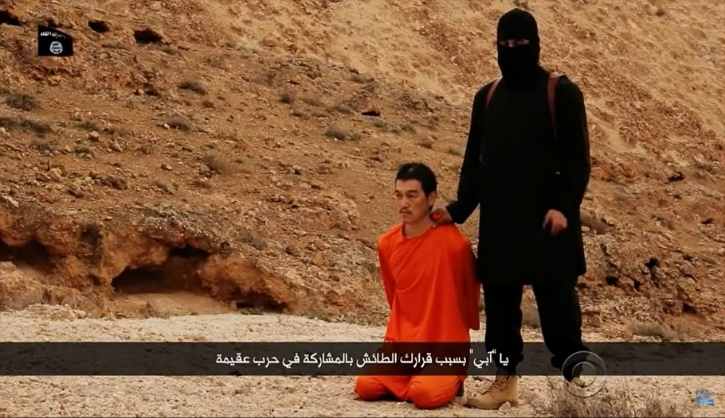 يا "آبي" بسبب قرارك الطائش بالمشاركة في حرب عقيمة